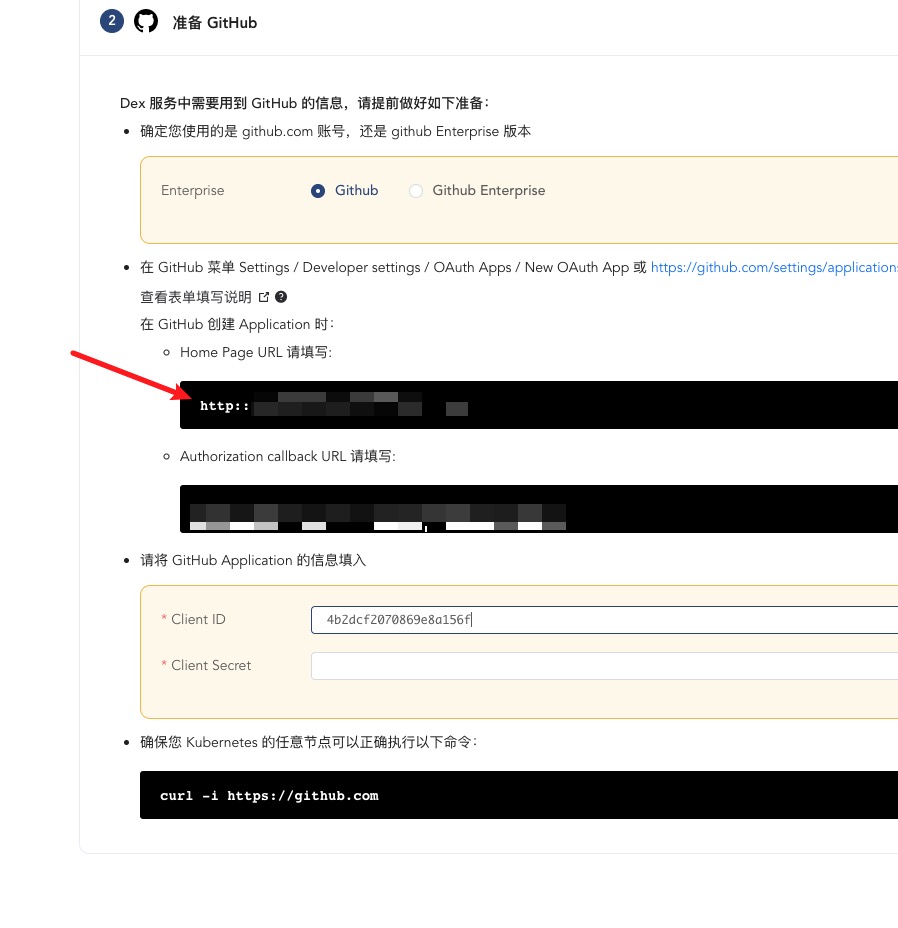 2 准备 GitHub
Dex 服务中需要用到 GitHub 的信息，请提前做好如下准备：
确定您使用的是 github.com 账号，还是 github Enterprise 版本
Enterprise Github Github Enterprise
在 GitHub 菜单 Settings / Developer settings / OAuth Apps / New OAuth App 或 https://github.com/settings/applications
查看表单填写说明
在 GitHub 创建 Application 时：
Home Page URL 请填写:
http::
Authorization callback URL 请填写:
请将 GitHub Application 的信息填入
* Client ID 4b2dcf2070869e8a156f
* Client Secret
确保您 Kubernetes 的任意节点可以正确执行以下命令：
curl -i https://github.com